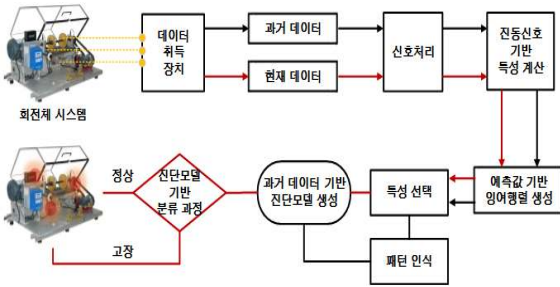 데이터
취득
장치
과거 데이터
현재 데이터
신호처리
진동신호
기반
특성 계산
회전체 시스템
예측값 기반
잉여행렬 생성
특성 선택
패턴 인식
과거 데이터 기반
진단모델 생성
진단모델
기반
분류 과정
정상
고장